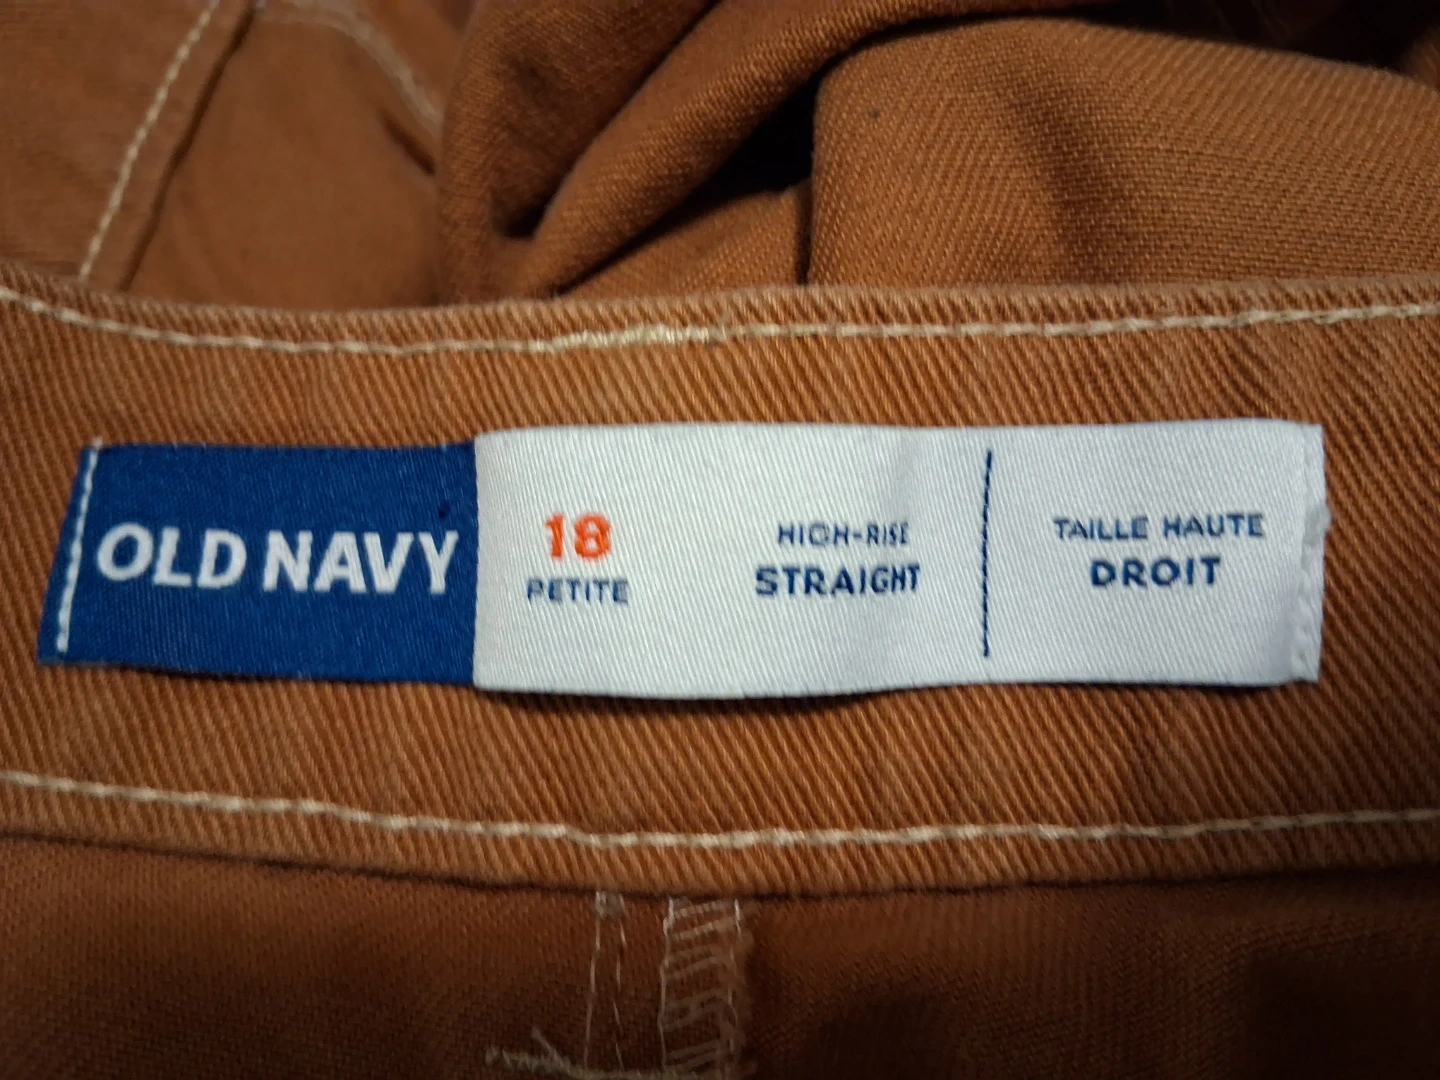 OLD NAVY
18
PETITE
HIGH-RISE
STRAIGHT
TAILLE HAUTE
DROIT